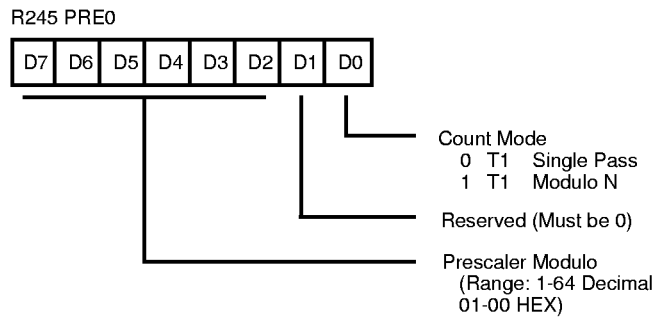 R245 PRE0
D7 D6 D5 D4 D3 D2 D1 D0
Count Mode
0 T1 Single Pass
1 T1 Modulo N
Reserved (Must be 0)
Prescaler Modulo
(Range: 1-64 Decimal
01-00 HEX)